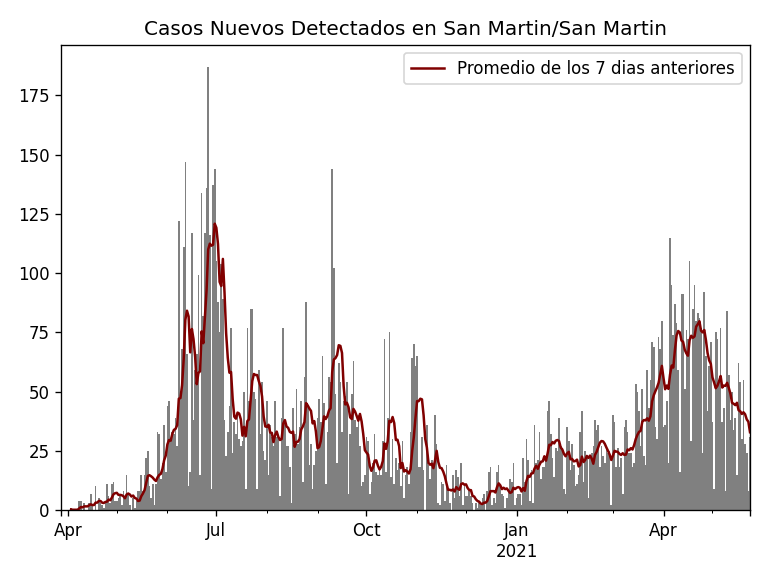 Casos Nuevos Detectados en San Martin/San Martin
Promedio de los 7 dias anteriores
175
150
125
100
75
50
25
0
Apr
Jul
Oct
Jan
2021
Apr